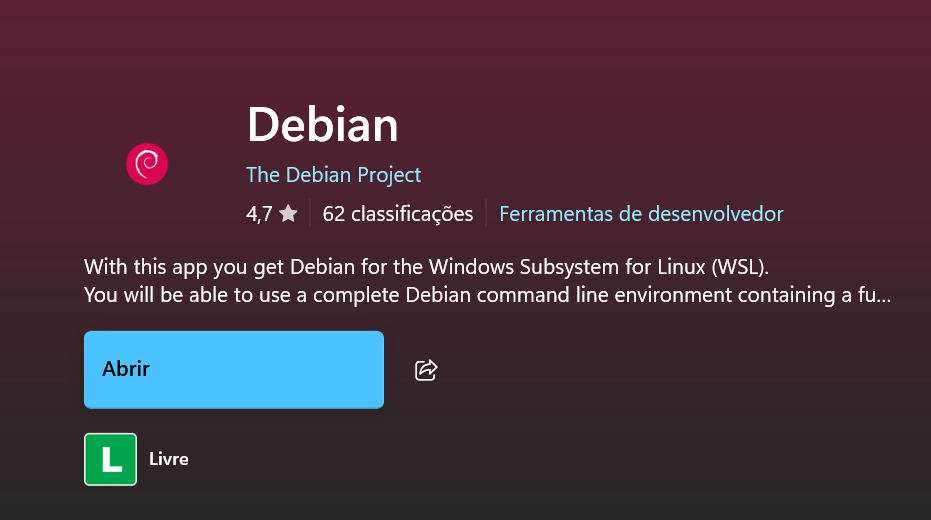 Debian
The Debian Project
4,7 62 classificações Ferramentas de desenvolvedor
With this app you get Debian for the Windows Subsystem for Linux (WSL).
You will be able to use a complete Debian command line environment containing a fu...
Abrir
L Livre